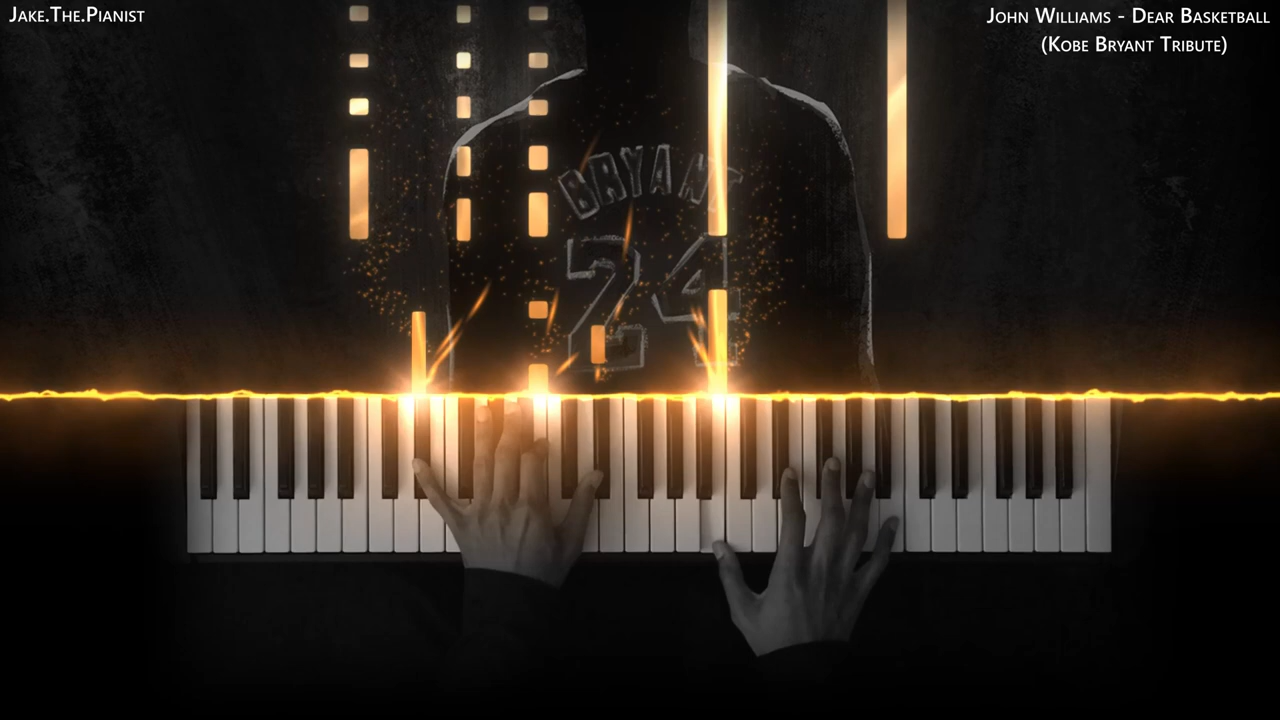 Jake.The.Pianist
John Williams - Dear Basketball
(Kobe Bryant Tribute)
BRYANT
24